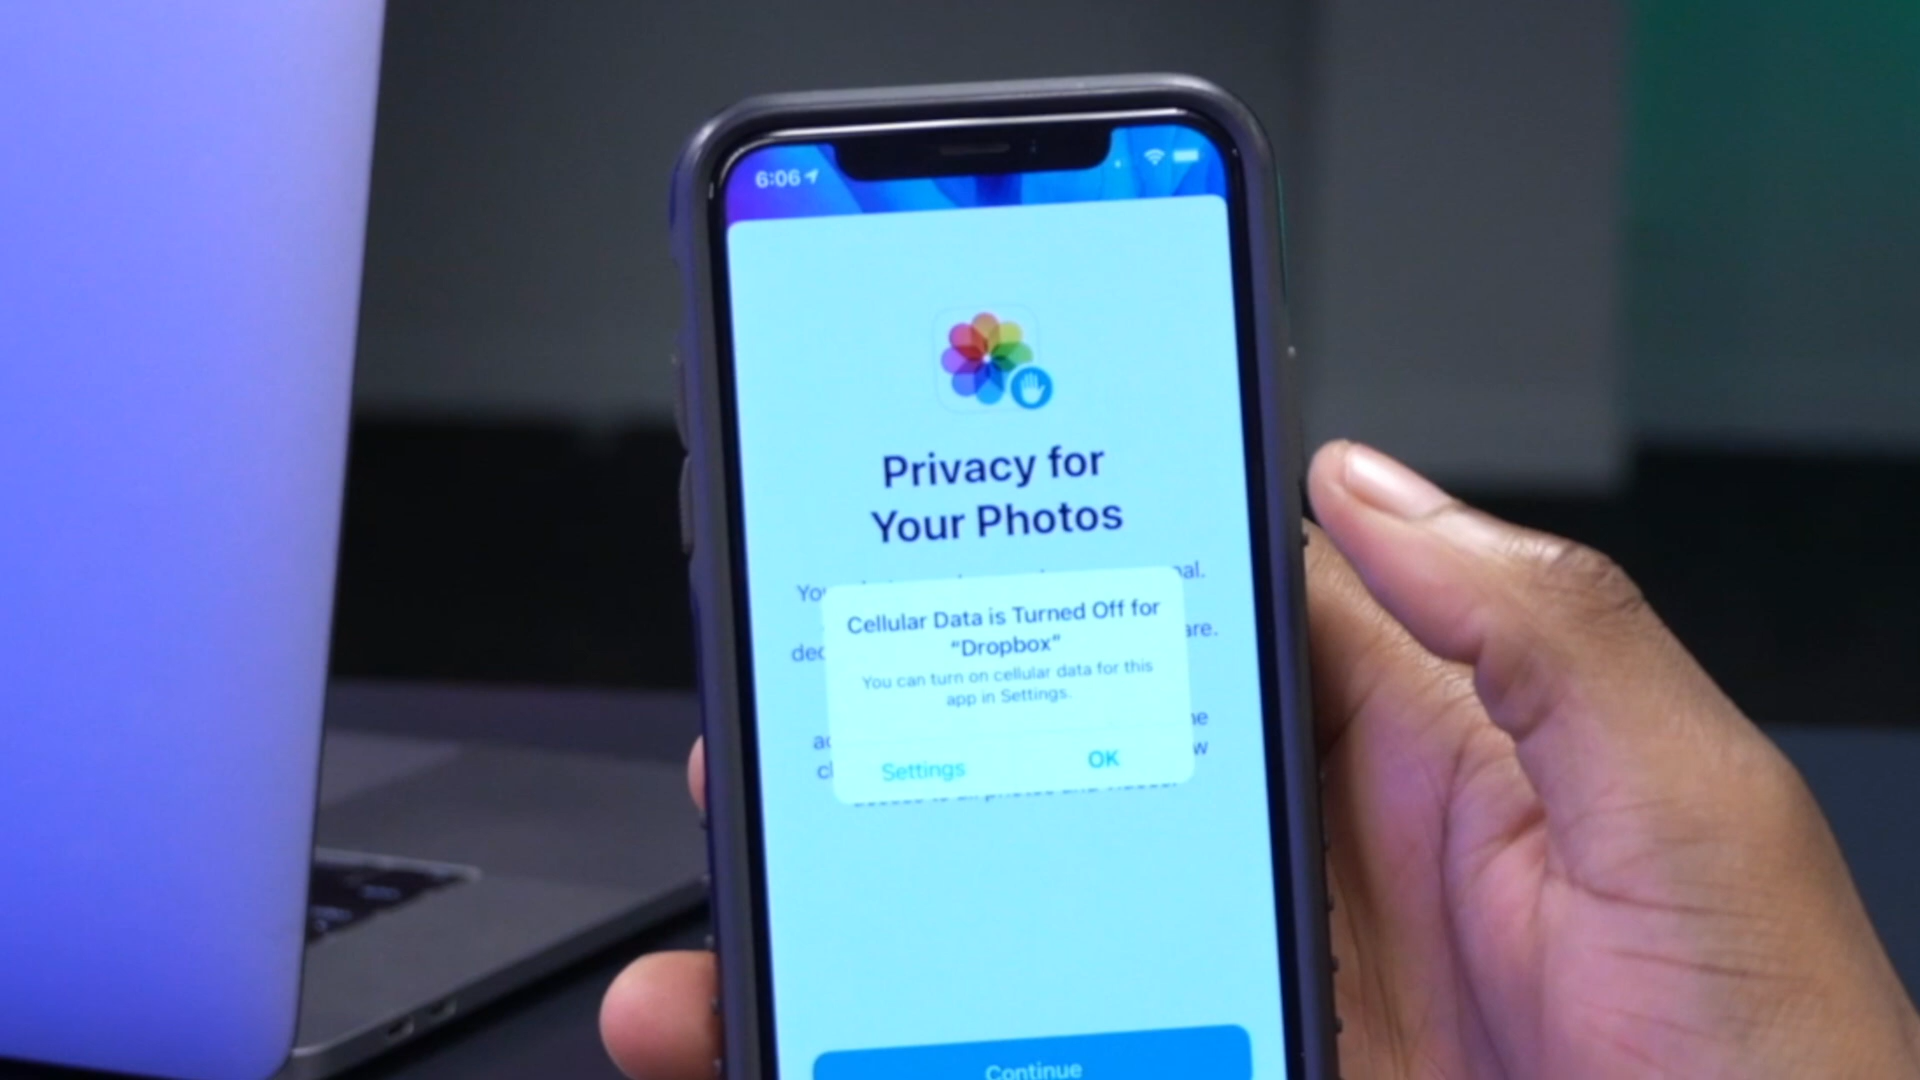 6:06
Privacy for
Your Photos
Cellular Data is Turned Off for
“Dropbox”
You can turn on cellular data for this
app in Settings.
Settings OK
Continue